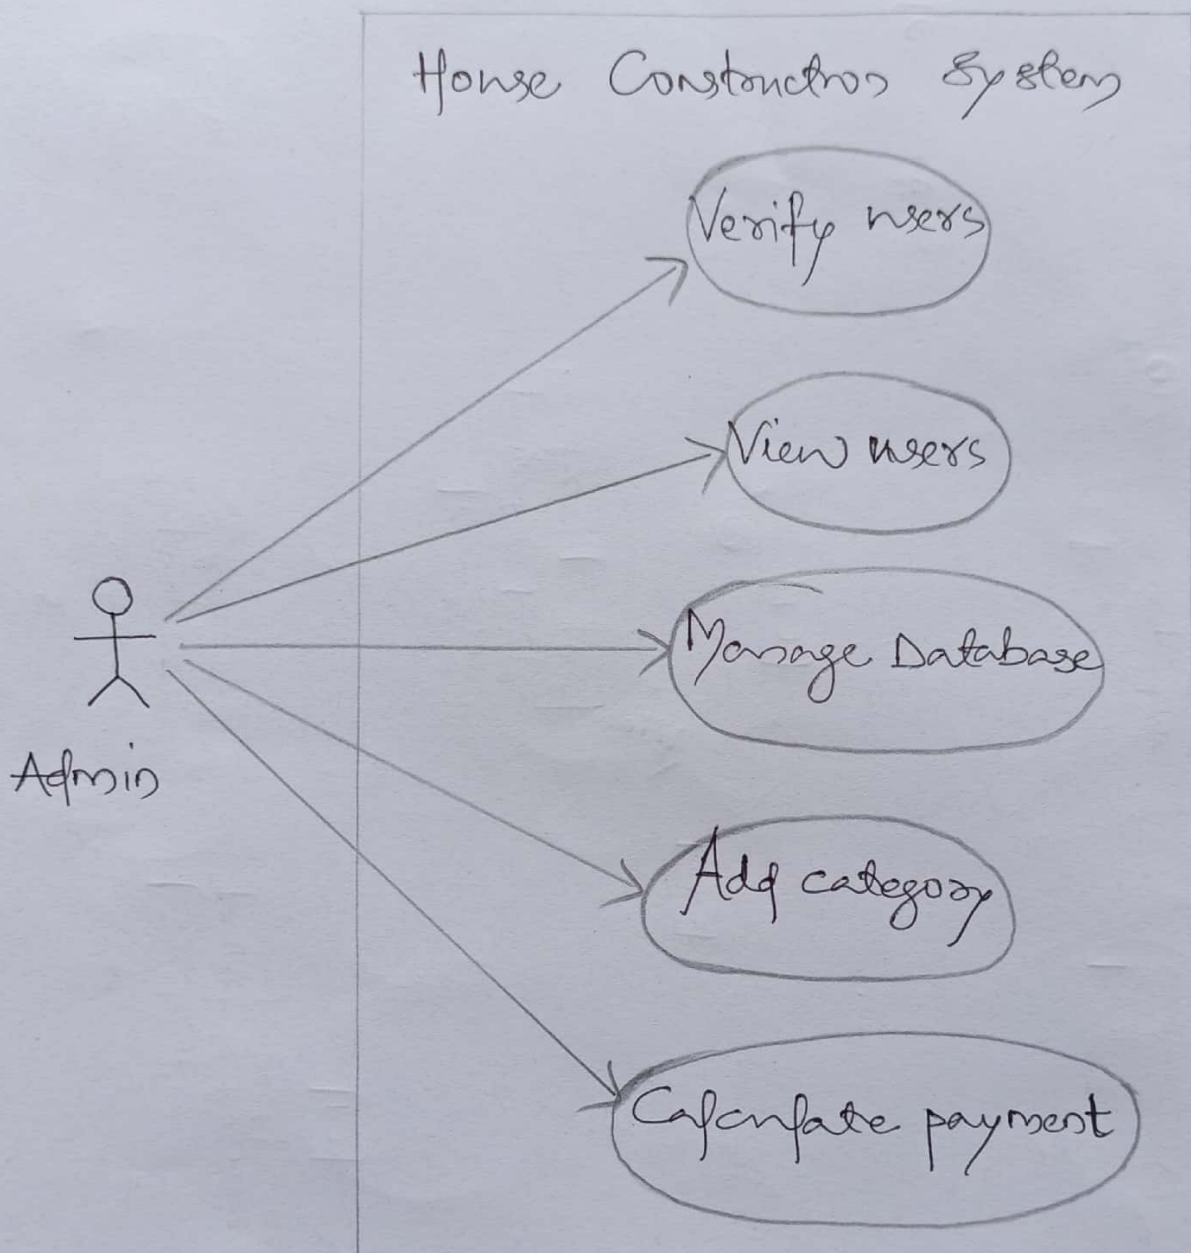 House Construction System
Verify users
View users
Manage Database
Admin
Add category
Calculate payment